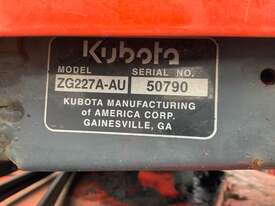 Kubota
MODEL SERIAL NO.
ZG227A-AU 50790
KUBOTA MANUFACTURING
of AMERICA CORP.
GAINESVILLE, GA